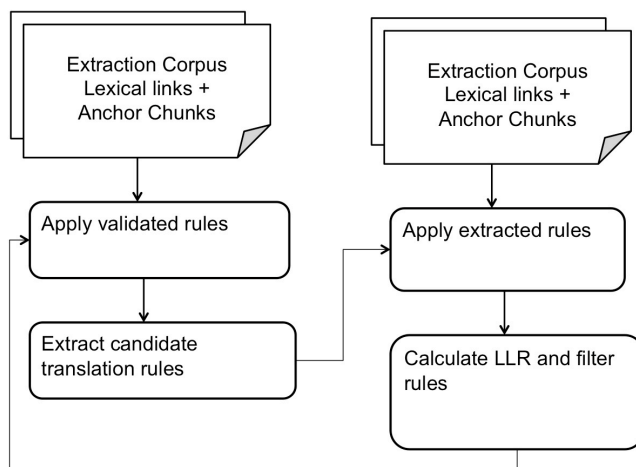 Extraction Corpus
Lexical links +
Anchor Chunks
Apply validated rules
Extract candidate
translation rules
Extraction Corpus
Lexical links +
Anchor Chunks
Apply extracted rules
Calculate LLR and filter
rules